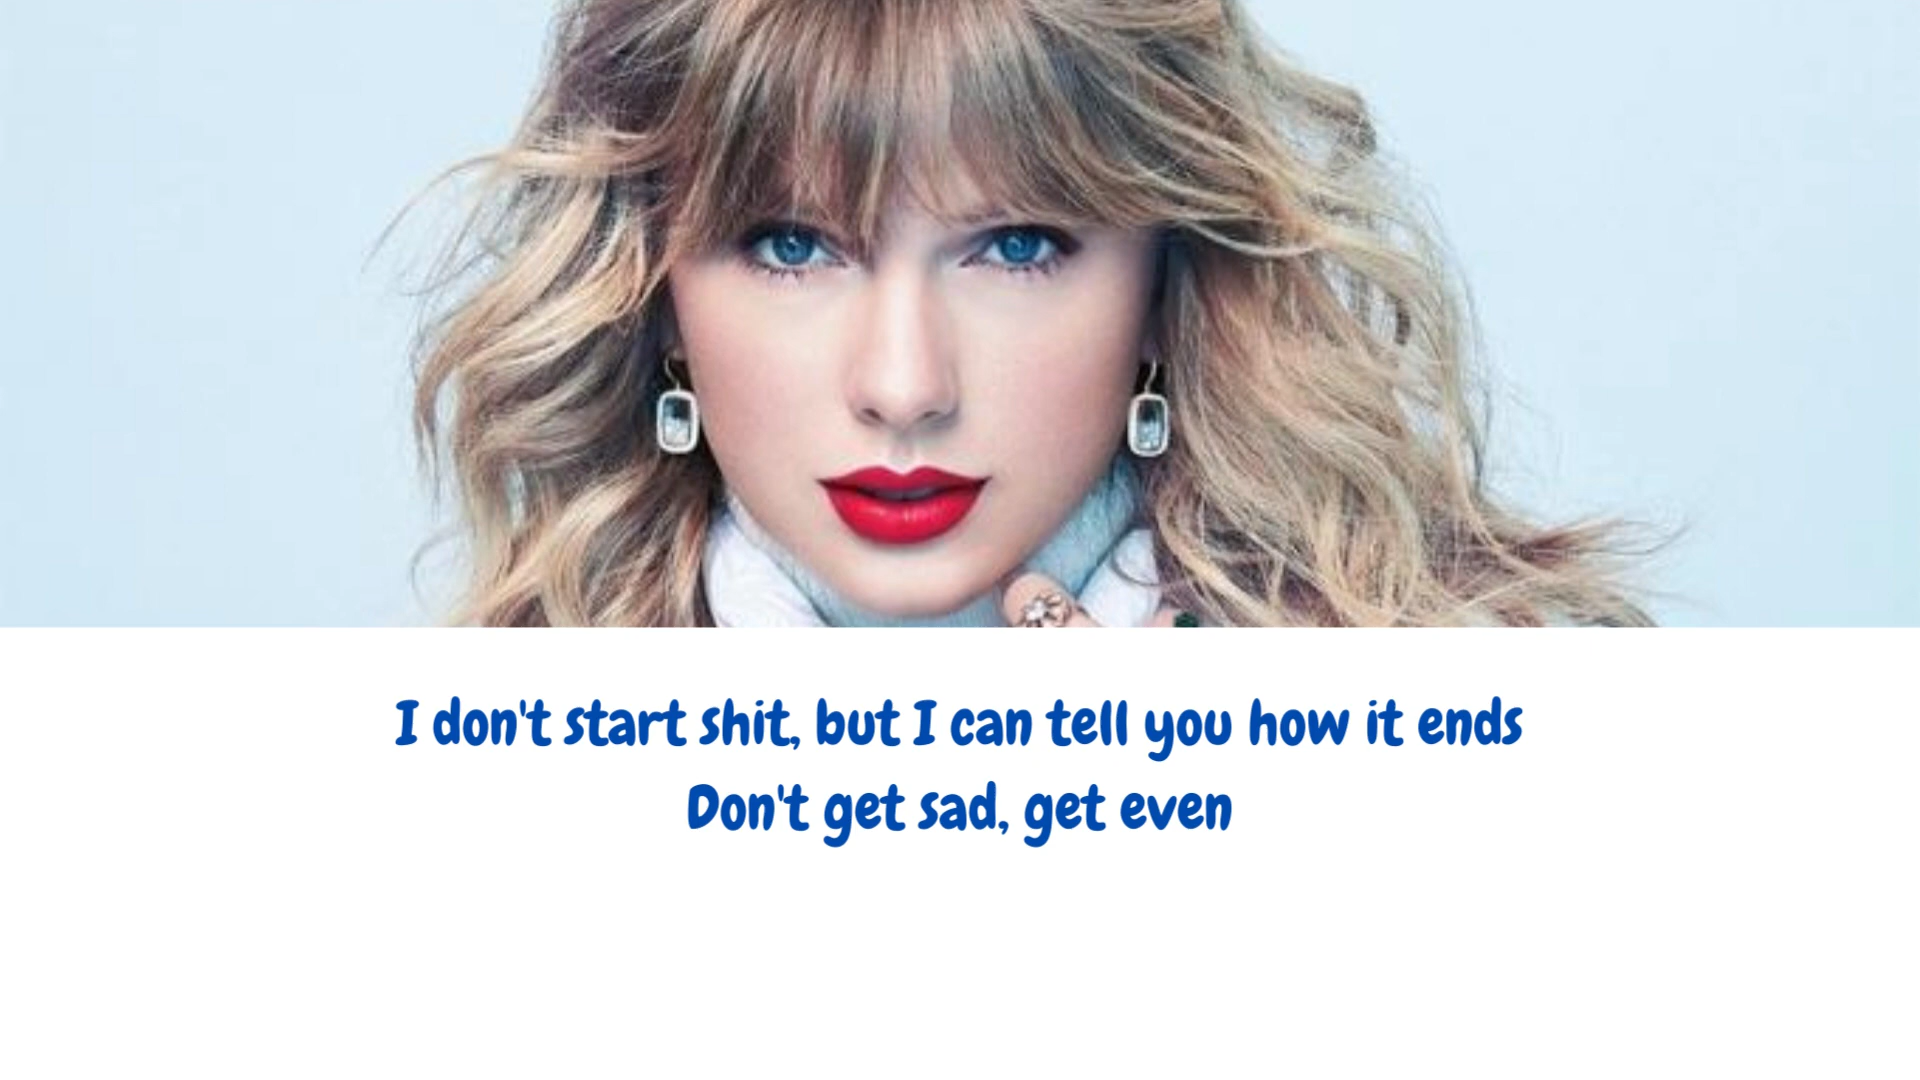 I don't start shit, but I can tell you how it ends
Don't get sad, get even